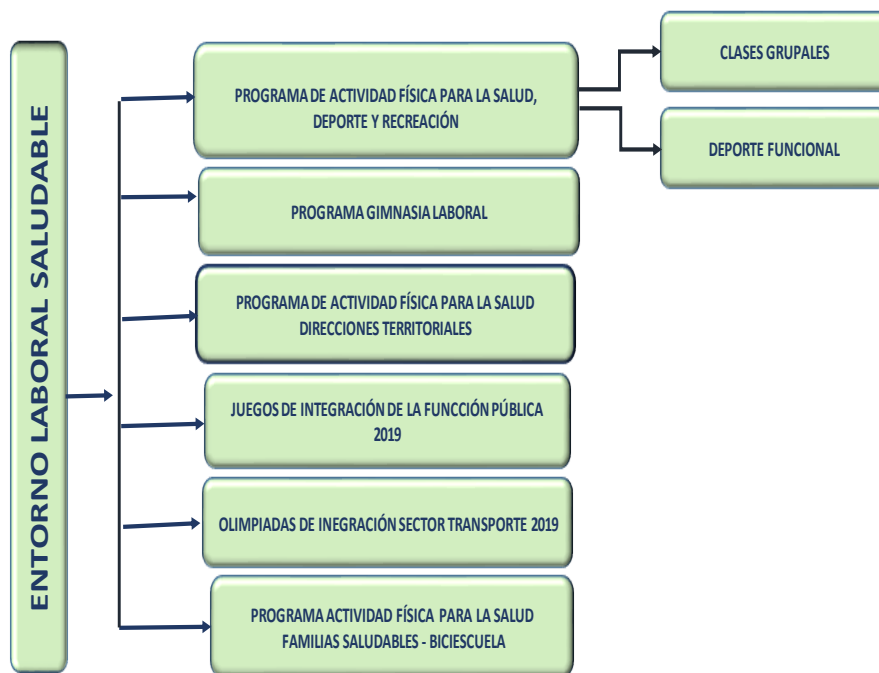 ENTORNO LABORAL SALUDABLE
PROGRAMA DE ACTIVIDAD FÍSICA PARA LA SALUD,
DEPORTE Y RECREACIÓN
CLASES GRUPALES
DEPORTE FUNCIONAL
PROGRAMA GIMNASIA LABORAL
PROGRAMA DE ACTIVIDAD FÍSICA PARA LA SALUD
DIRECCIONES TERRITORIALES
JUEGOS DE INTEGRACIÓN DE LA FUNCCIÓN PÚBLICA
2019
OLIMPIADAS DE INEGRACIÓN SECTOR TRANSPORTE 2019
PROGRAMA ACTIVIDAD FÍSICA PARA LA SALUD
FAMILIAS SALUDABLES - BICIESCUELA